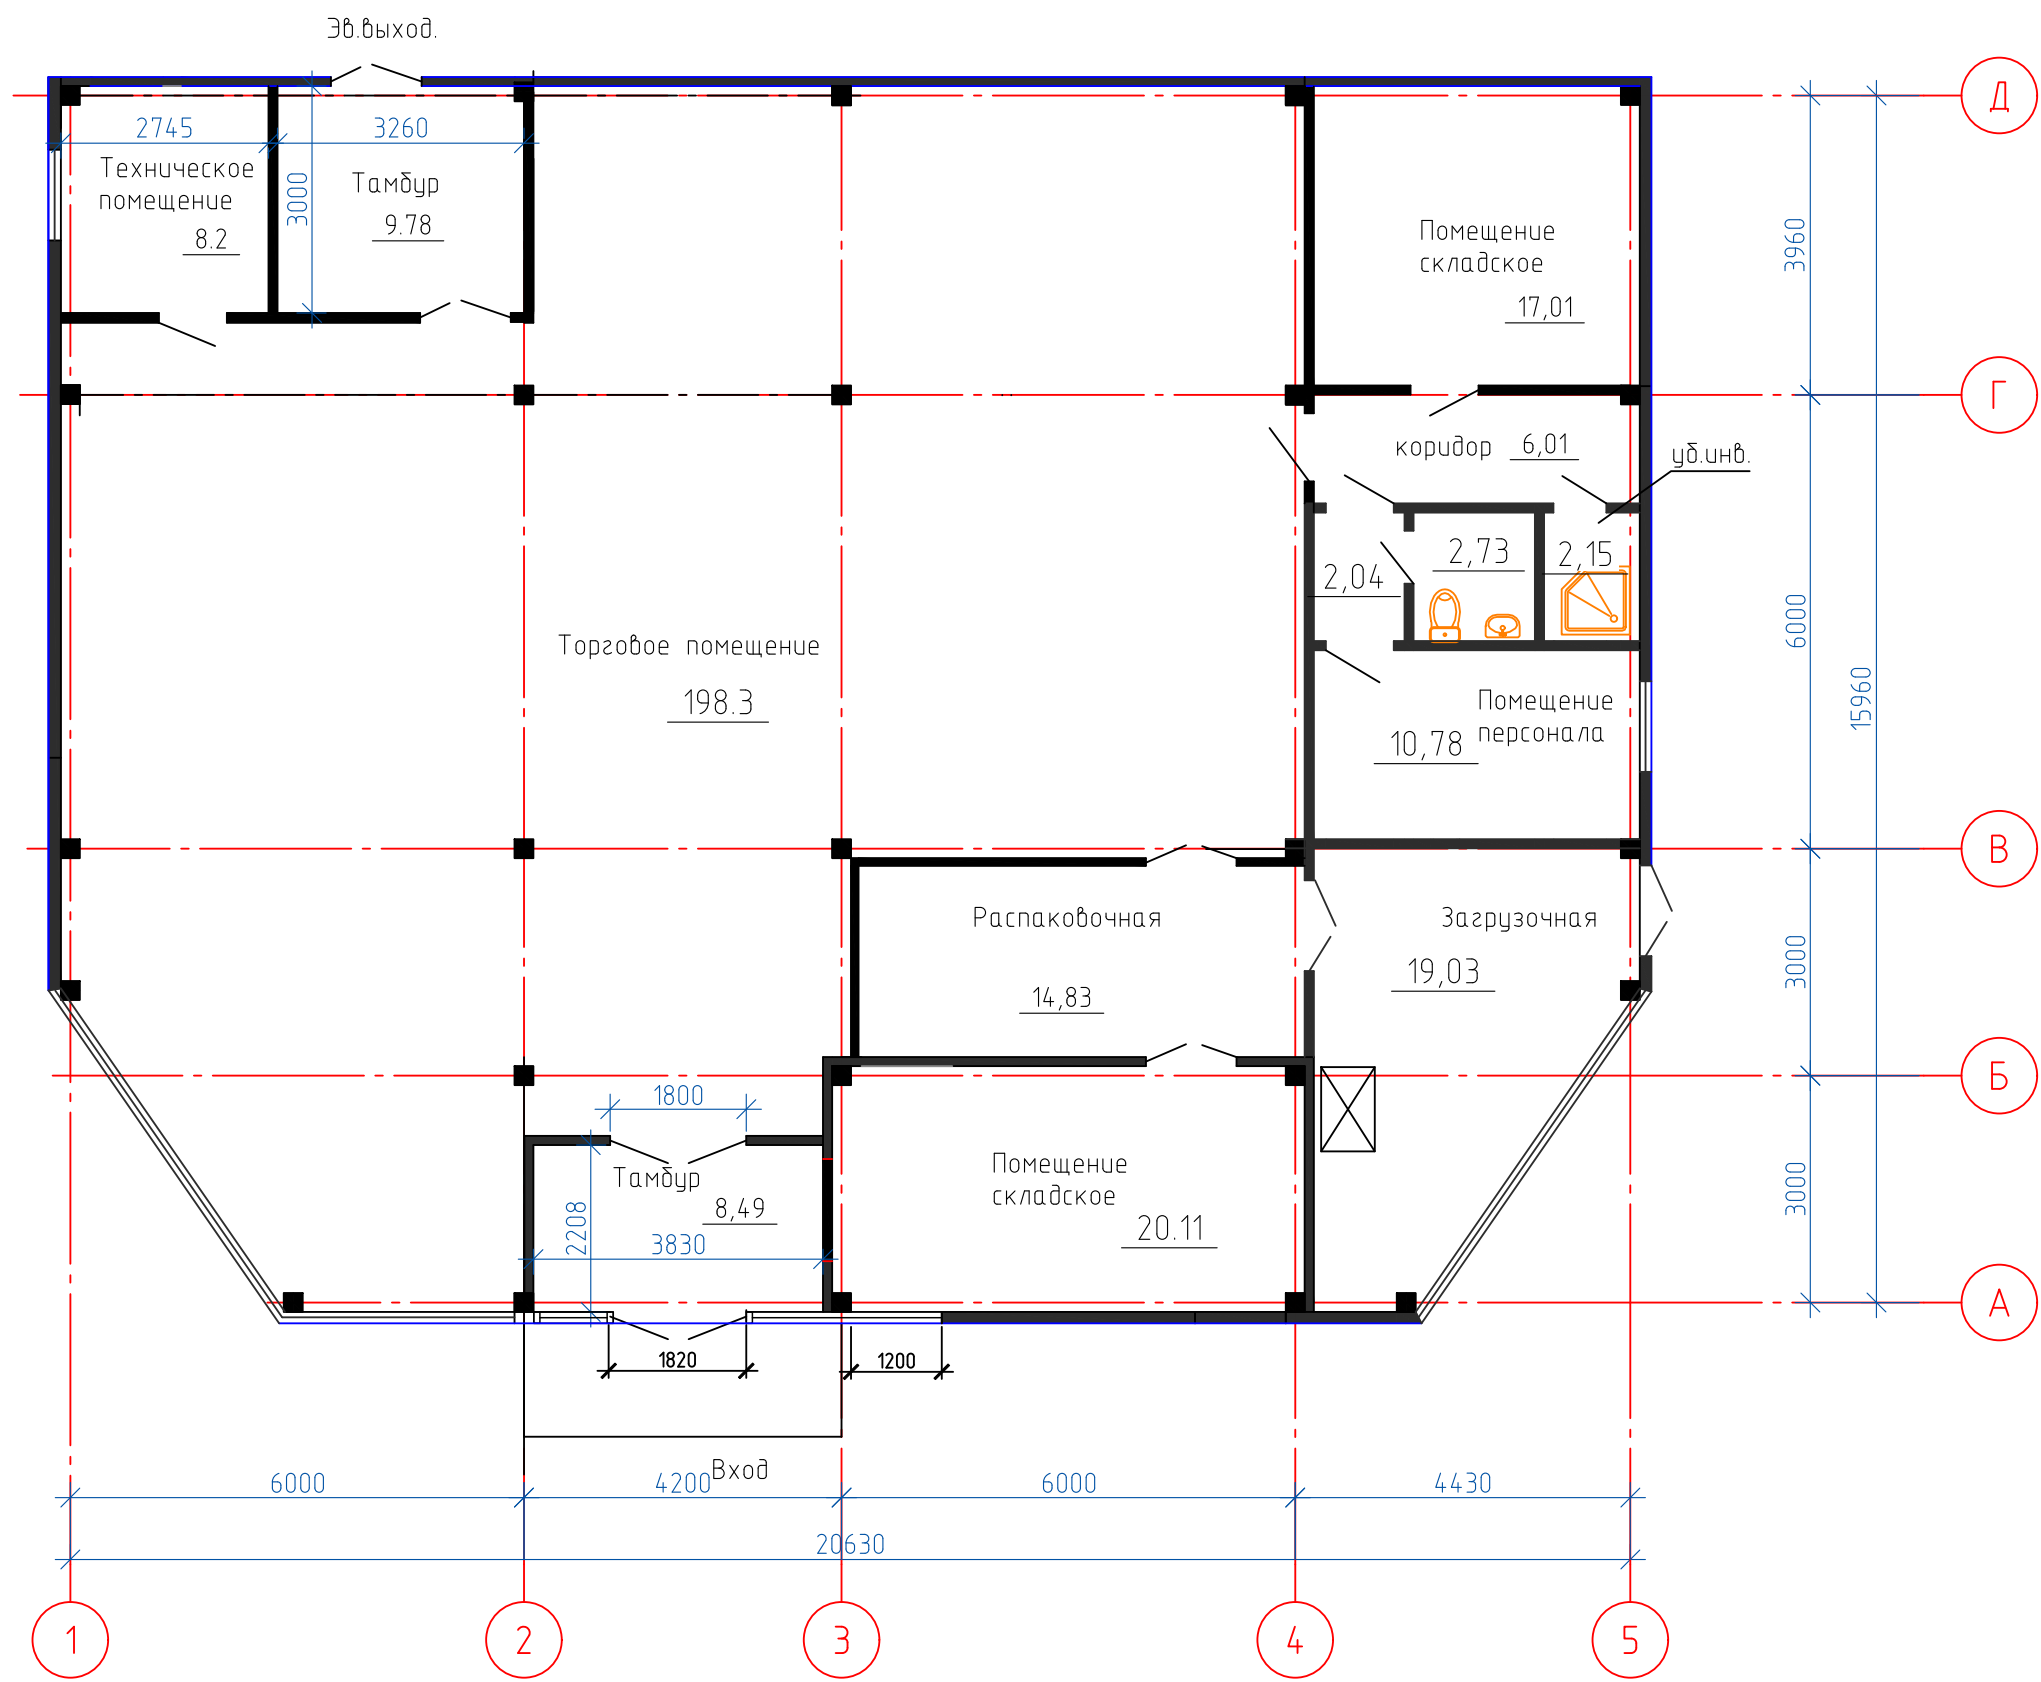 Эв.выход.
Д
2745
3260
Техническое
помещение
8.2
3000
Тамбур
9.78
Помещение
складское
17,01
3960
Г
коридор
6,01
уб.инв.
2,04
2,73
2,15
6000
15960
Торговое помещение
198.3
Помещение
персонала
10,78
В
Распаковочная
14,83
Загрузочная
19,03
3000
Б
1800
Тамбур
8,49
2208
3830
Помещение
складское
20.11
3000
А
1820
1200
Вход
6000
4200
6000
4430
20630
1
2
3
4
5